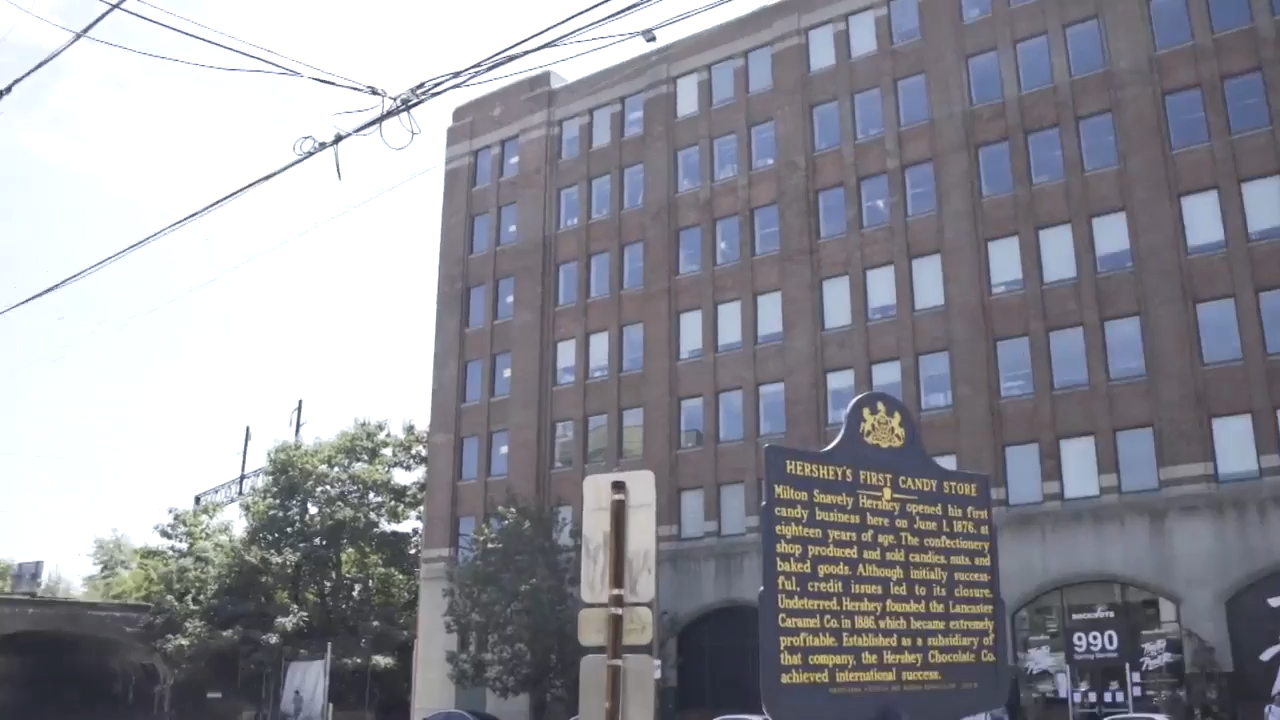 HERSHEY'S FIRST CANDY STORE
Milton Snavely Hershey opened his first
candy business here on June 1, 1876, at
eighteen years of age. The confectionery
shop produced and sold candies, nuts, and
baked goods. Although initially success-
ful, credit issues led to its closure.
Undeterred, Hershey founded the Lancaster
Caramel Co. in 1886, which became extremely
profitable. Established as a subsidiary of
that company, the Hershey Chocolate Co.
achieved international success.
990
Spring Garden